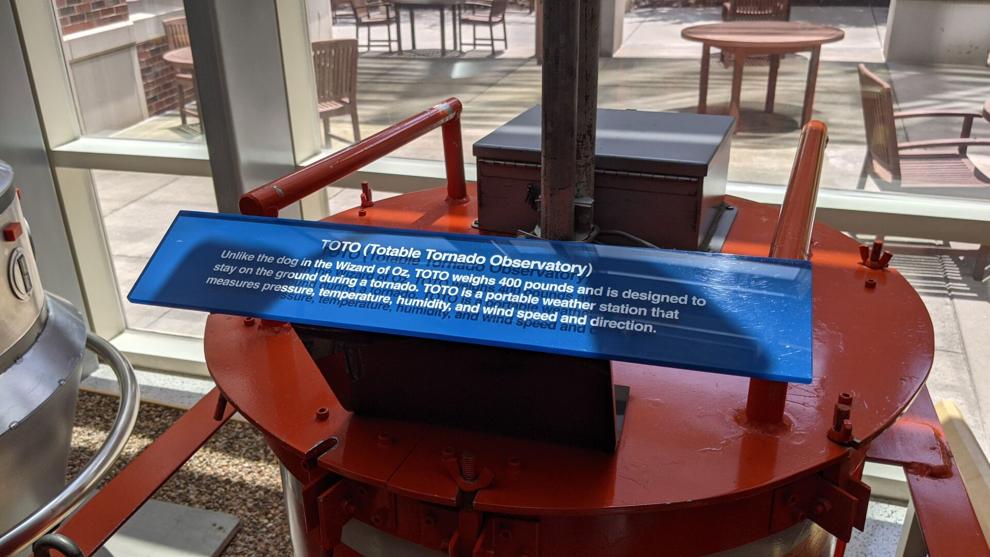 TOTO (Totable Tornado Observatory)
Unlike the dog in the Wizard of Oz, TOTO weighs 400 pounds and is designed to
stay on the ground during a tornado. TOTO is a portable weather station that
measures pressure, temperature, humidity, and wind speed and direction.